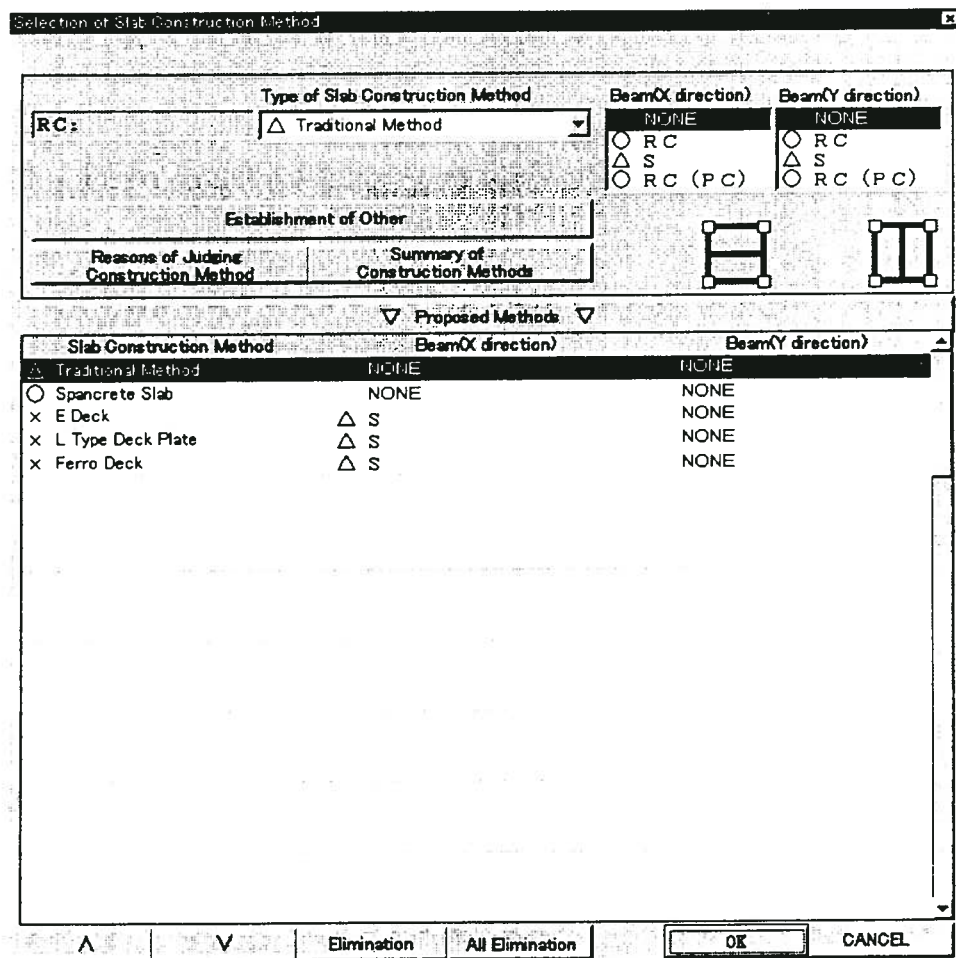 Selection of Slab Construction Method
Type of Slab Construction Method
Beam(X direction) Beam(Y direction)
RC:
△ Traditional Method
NONE NONE
○ RC ○ RC
△ S △ S
○ RC (PC) ○ RC (PC)
Establishment of Other
Reasons of Judging Construction Method
Summary of Construction Methods
▽ Proposed Methods ▽
Slab Construction Method Beam(X direction) Beam(Y direction)
△ Traditional Method NONE NONE
○ Spancrete Slab NONE NONE
× E Deck △ S NONE
× L Type Deck Plate △ S NONE
× Ferro Deck △ S NONE
Λ V Elimination All Elimination OK CANCEL